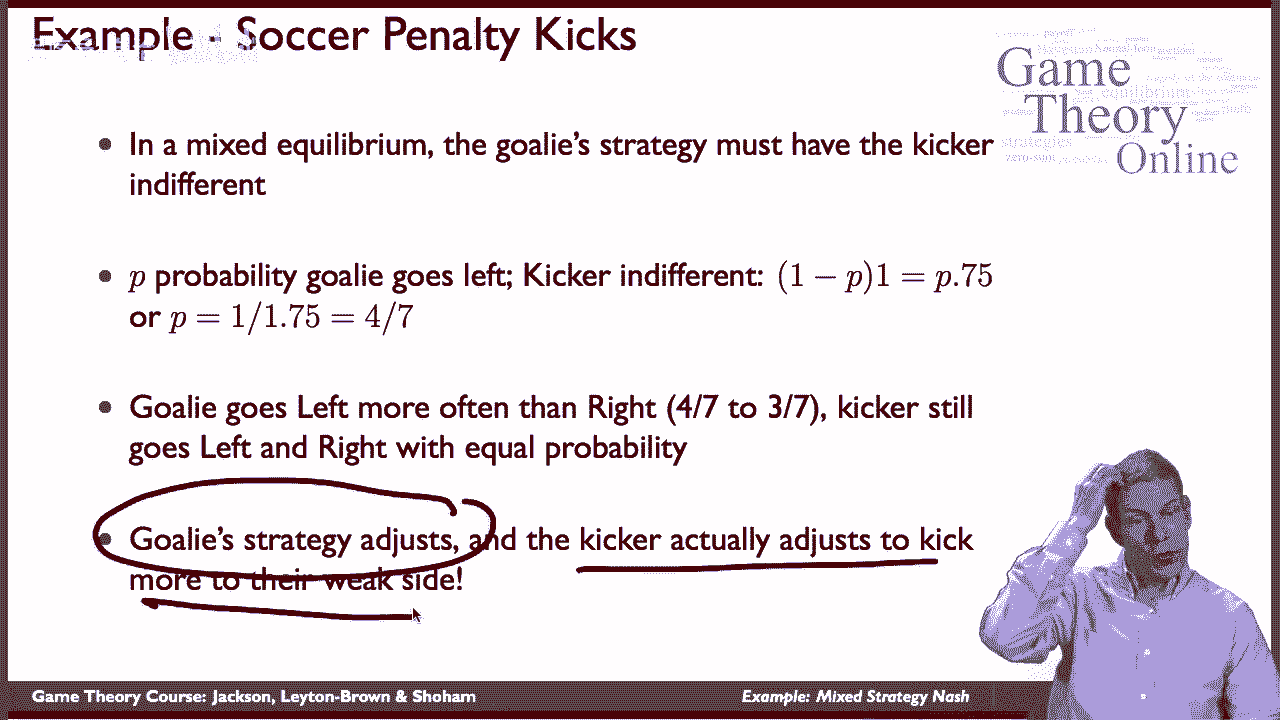 Example - Soccer Penalty Kicks
Game
Theory
Online
• In a mixed equilibrium, the goalie's strategy must have the kicker
indifferent
• p probability goalie goes left; Kicker indifferent: (1 − p)1 = p.75
or p = 1/1.75 = 4/7
• Goalie goes Left more often than Right (4/7 to 3/7), kicker still
goes Left and Right with equal probability
• Goalie's strategy adjusts, and the kicker actually adjusts to kick
more to their weak side!
Game Theory Course: Jackson, Leyton-Brown & Shoham
Example: Mixed Strategy Nash